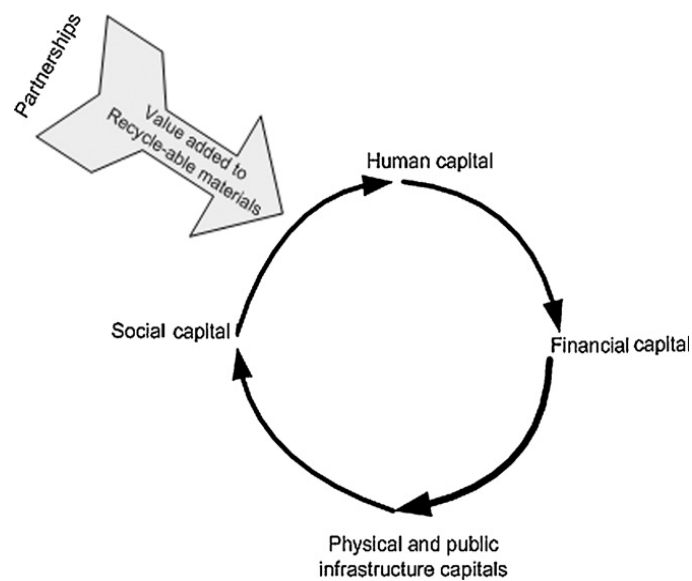 Partnerships
Value added to
Recycle-able materials
Human capital
Social capital
Financial capital
Physical and public
infrastructure capitals